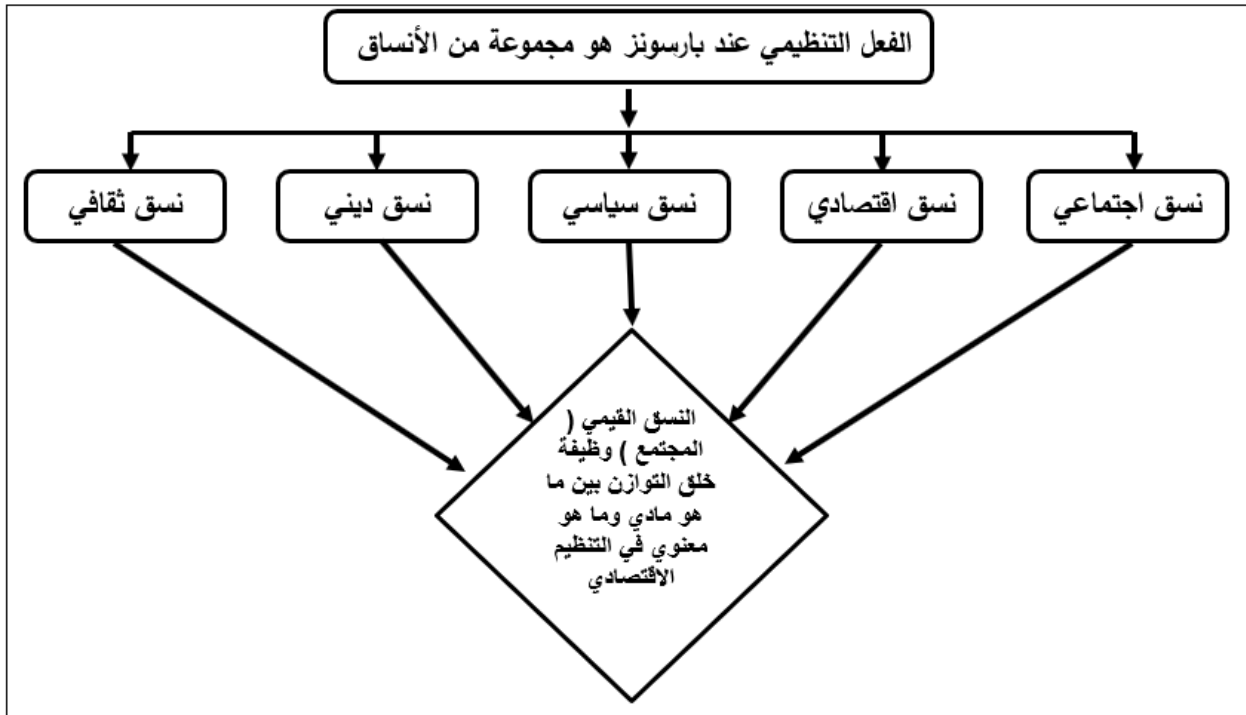 الفعل التنظيمي عند بارسونز هو مجموعة من الأنساق
نسق اجتماعي
نسق اقتصادي
نسق سياسي
نسق ديني
نسق ثقافي
النسق القيمي (
المجتمع ) وظيفة
خلق التوازن بين ما
هو مادي وما هو
معنوي في التنظيم
الاقتصادي